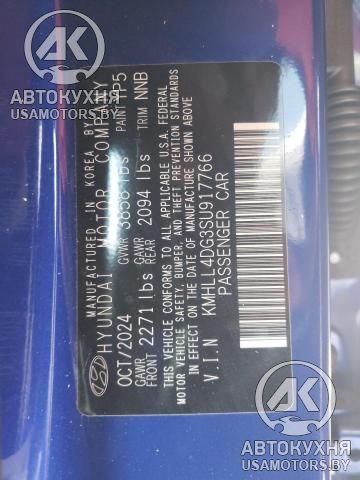 MANUFACTURED IN KOREA BY
HYUNDAI MOTOR COMPANY
OCT/2024 GVWR 3858 lbs PAINT YP5
GAWR FRONT 2271 lbs GAWR REAR 2094 lbs TRIM NNB
THIS VEHICLE CONFORMS TO ALL APPLICABLE U.S.A. FEDERAL
MOTOR VEHICLE SAFETY, BUMPER, AND THEFT PREVENTION STANDARDS
IN EFFECT ON THE DATE OF MANUFACTURE SHOWN ABOVE.
V.I.N KMHLL4DG3SU917766
PASSENGER CAR
АВТОКУХНЯ
USAMOTORS.BY
АВТОКУХНЯ
USAMOTORS.BY